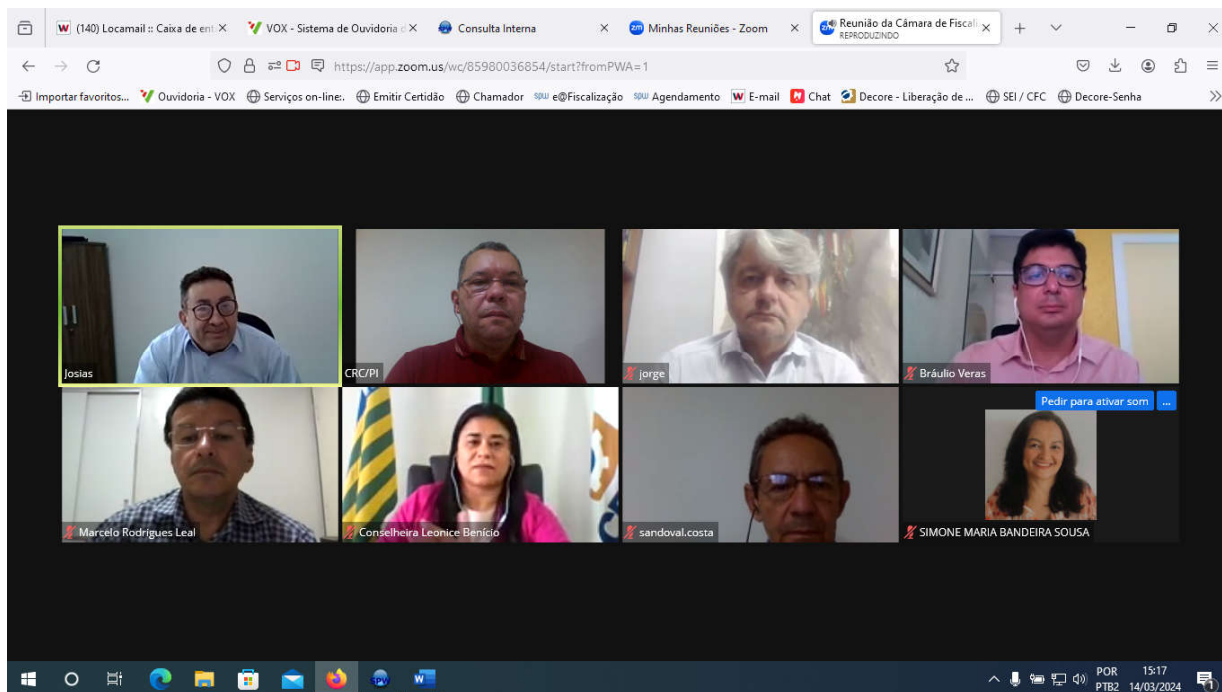 (140) Locamail :: Caixa de ent
VOX - Sistema de Ouvidoria d
Consulta Interna
Minhas Reuniões - Zoom
Reunião da Câmara de Fiscali
REPRODUZINDO
https://app.zoom.us/wc/85980036854/start?fromPWA=1
Importar favoritos...
Ouvidoria - VOX
Serviços on-line:.
Emitir Certidão
Chamador
spw e@Fiscalização
spw Agendamento
E-mail
Chat
Decore - Liberação de ...
SEI / CFC
Decore-Senha
Josias
CRC/PI
jorge
Bráulio Veras
Pedir para ativar som
...
Marcelo Rodrigues Leal
Conselheira Leonice Benício
sandoval.costa
SIMONE MARIA BANDEIRA SOUSA
POR
15:17
PTB2
14/03/2024